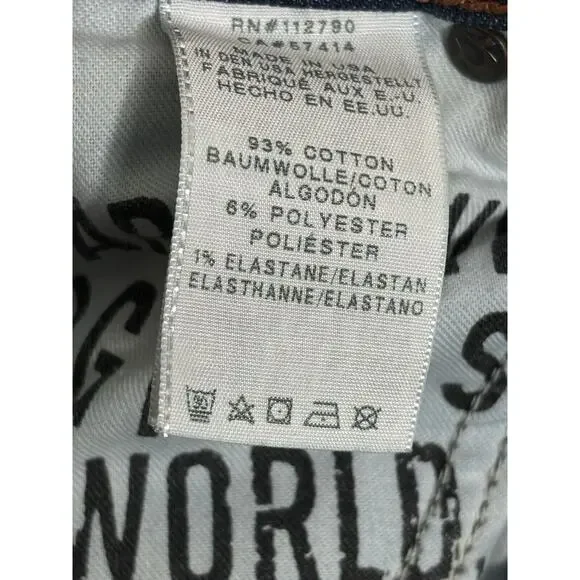 RN#112790
CA#57414
MADE IN USA
IN DEN USA HERGESTELLT
FABRIQUÉ AUX E.U.
HECHO EN EE.UU.
93% COTTON
BAUMWOLLE/COTON
ALGODÓN
6% POLYESTER
POLIÉSTER
1% ELASTANE/ELASTAN
ELASTHANNE/ELASTANO
WORLD.